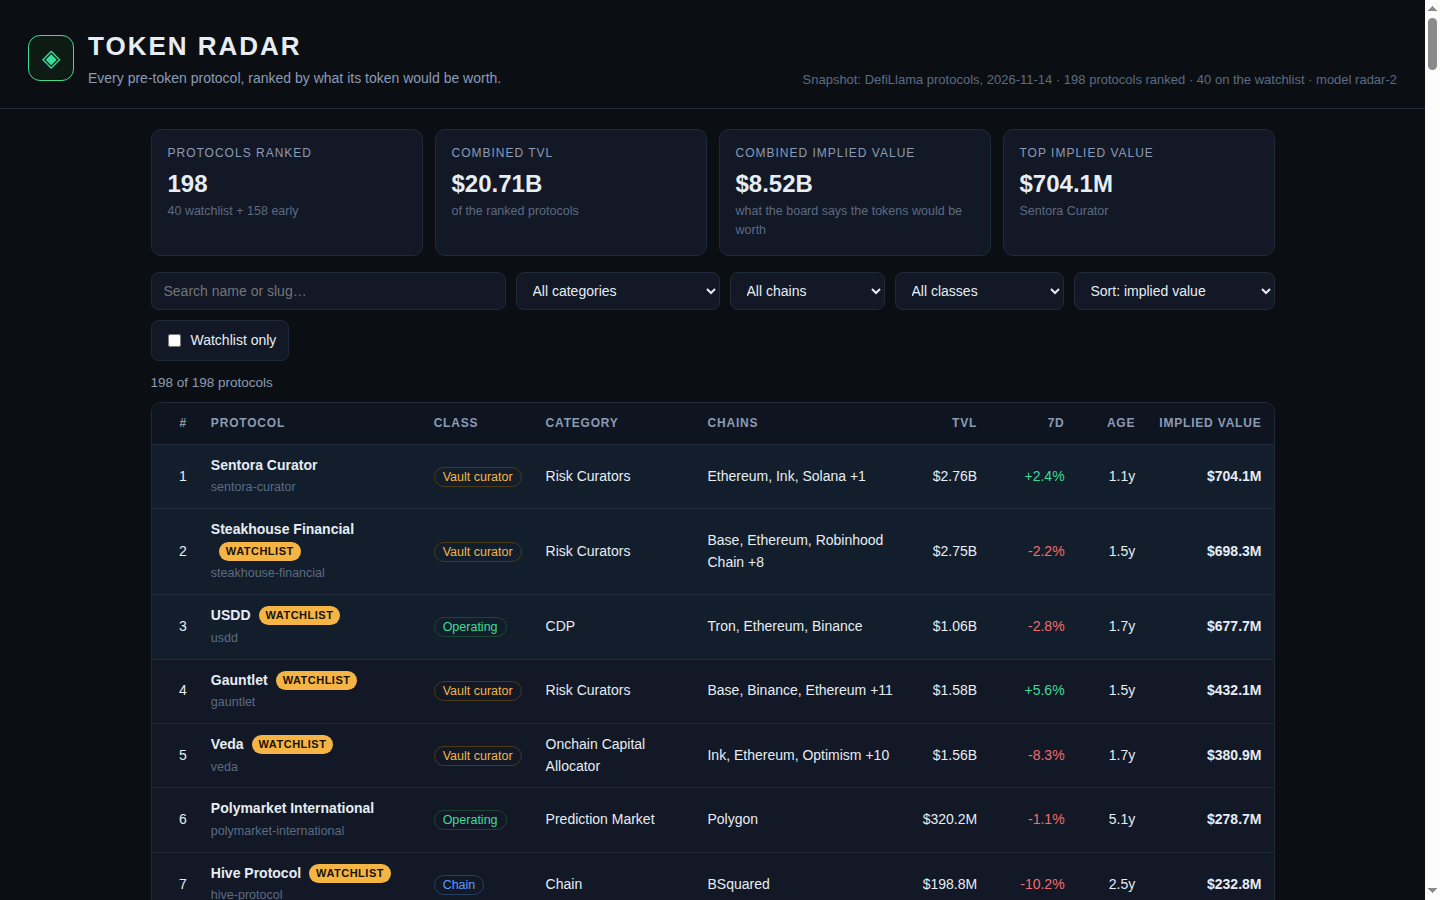 TOKEN RADAR
Every pre-token protocol, ranked by what its token would be worth.
Snapshot: DefiLlama protocols, 2026-11-14 · 198 protocols ranked · 40 on the watchlist · model radar-2
PROTOCOLS RANKED
198
40 watchlist + 158 early
COMBINED TVL
$20.71B
of the ranked protocols
COMBINED IMPLIED VALUE
$8.52B
what the board says the tokens would be
worth
TOP IMPLIED VALUE
$704.1M
Sentora Curator
Search name or slug…
All categories
All chains
All classes
Sort: implied value
Watchlist only
198 of 198 protocols
# PROTOCOL CLASS CATEGORY CHAINS TVL 7D AGE IMPLIED VALUE
1 Sentora Curator
sentora-curator
Vault curator Risk Curators Ethereum, Ink, Solana +1 $2.76B +2.4% 1.1y $704.1M
2 Steakhouse Financial
WATCHLIST
steakhouse-financial
Vault curator Risk Curators Base, Ethereum, Robinhood
Chain +8
$2.75B -2.2% 1.5y $698.3M
3 USDD WATCHLIST
usdd
Operating CDP Tron, Ethereum, Binance $1.06B -2.8% 1.7y $677.7M
4 Gauntlet WATCHLIST
gauntlet
Vault curator Risk Curators Base, Binance, Ethereum +11 $1.58B +5.6% 1.5y $432.1M
5 Veda WATCHLIST
veda
Vault curator Onchain Capital
Allocator
Ink, Ethereum, Optimism +10 $1.56B -8.3% 1.7y $380.9M
6 Polymarket International
polymarket-international
Operating Prediction Market Polygon $320.2M -1.1% 5.1y $278.7M
7 Hive Protocol WATCHLIST
hive-protocol
Chain Chain BSquared $198.8M -10.2% 2.5y $232.8M